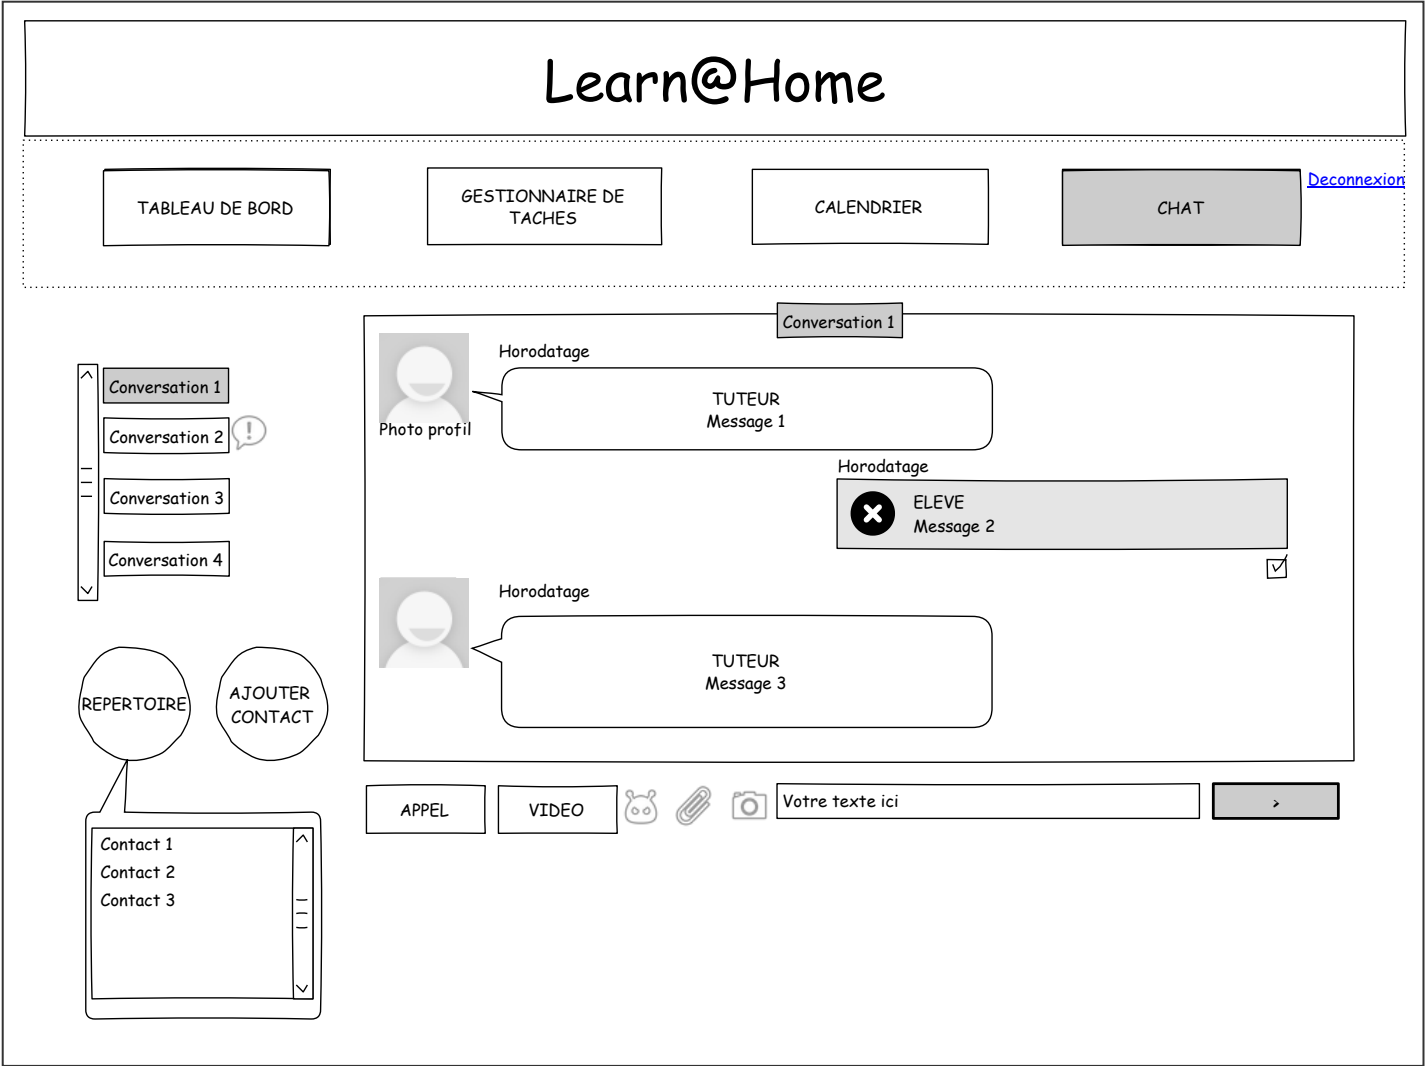 Learn@Home
TABLEAU DE BORD
GESTIONNAIRE DE
TACHES
CALENDRIER
CHAT
Deconnexion
Conversation 1
Conversation 2
Conversation 3
Conversation 4
Conversation 1
Horodatage
TUTEUR
Message 1
Photo profil
Horodatage
ELEVE
Message 2
Horodatage
TUTEUR
Message 3
REPERTOIRE
AJOUTER
CONTACT
Contact 1
Contact 2
Contact 3
APPEL
VIDEO
Votre texte ici
>